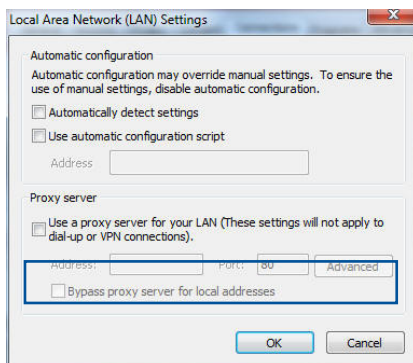 Local Area Network (LAN) Settings
Automatic configuration
Automatic configuration may override manual settings. To ensure the
use of manual settings, disable automatic configuration.
Automatically detect settings
Use automatic configuration script
Address
Proxy server
Use a proxy server for your LAN (These settings will not apply to
dial-up or VPN connections).
Address: Port: 80 Advanced
Bypass proxy server for local addresses
OK Cancel